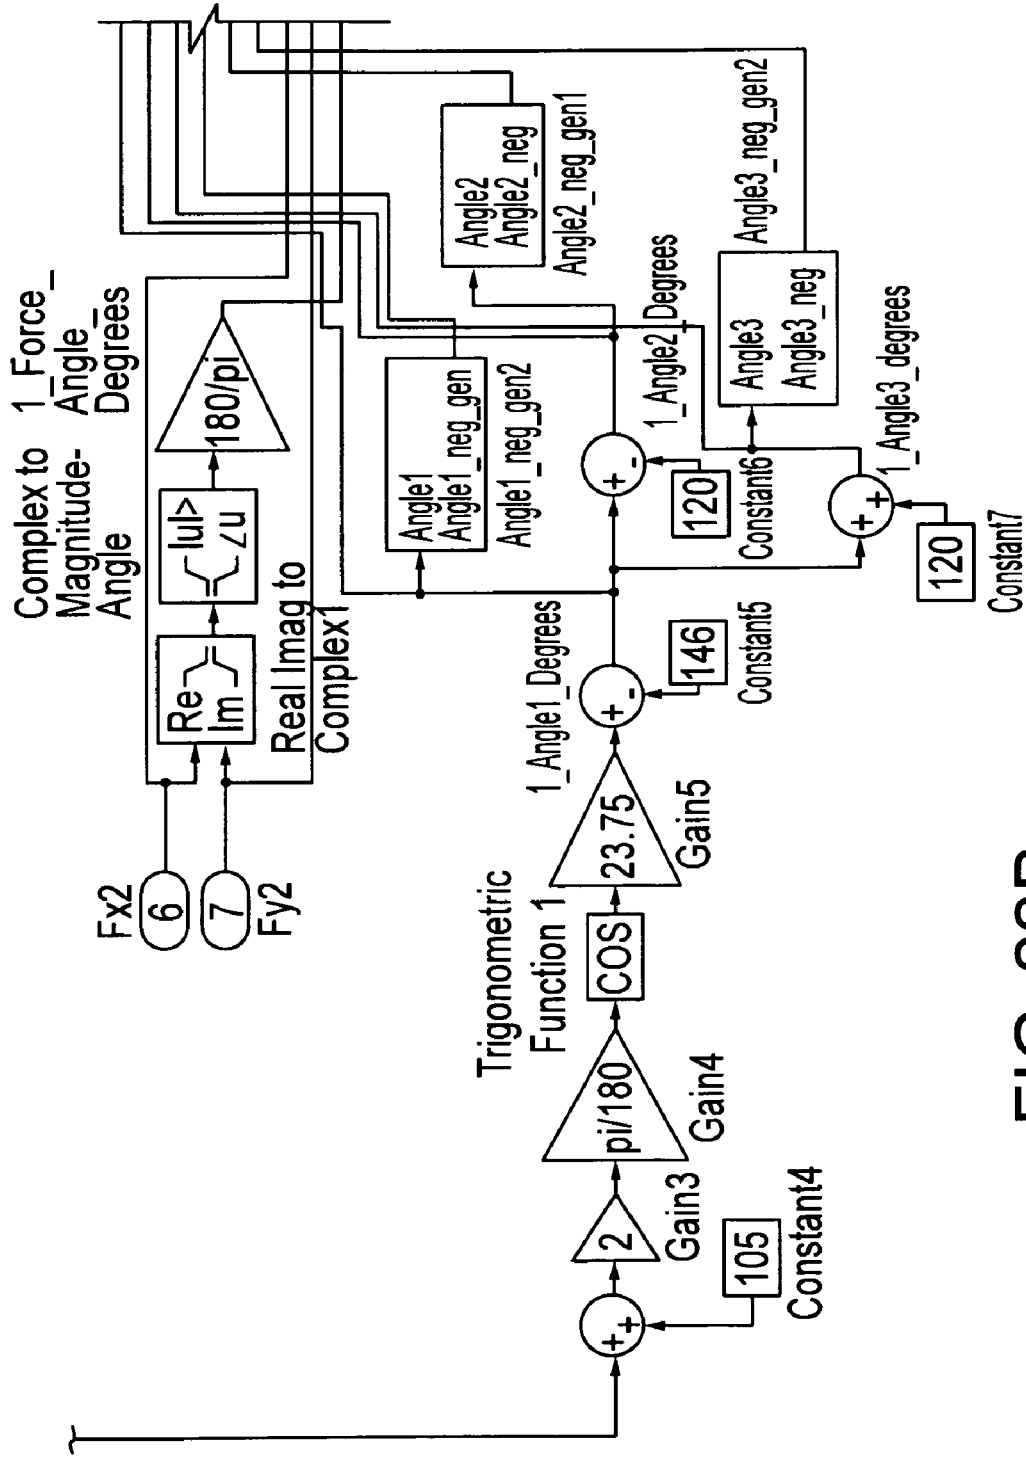 Complex to
Magnitude-
Angle
1_Force_
Angle_
Degrees
Fx2
6
7
Fy2
Re
Im
Real Imag to
Complex1
|u|>
∠u
180/pi
Angle1
Angle1_neg_gen
Angle1_neg_gen2
Angle2
Angle2_neg
Angle2_neg_gen1
Trigonometric
Function 1
105
Constant4
+
+
2
Gain3
pi/180
Gain4
COS
23.75
Gain5
1_Angle1_Degrees
+
-
146
Constant5
+
-
120
Constant6
1_Angle2_Degrees
Angle3
Angle3_neg
Angle3_neg_gen2
+
+
120
Constant7
1_Angle3_degrees